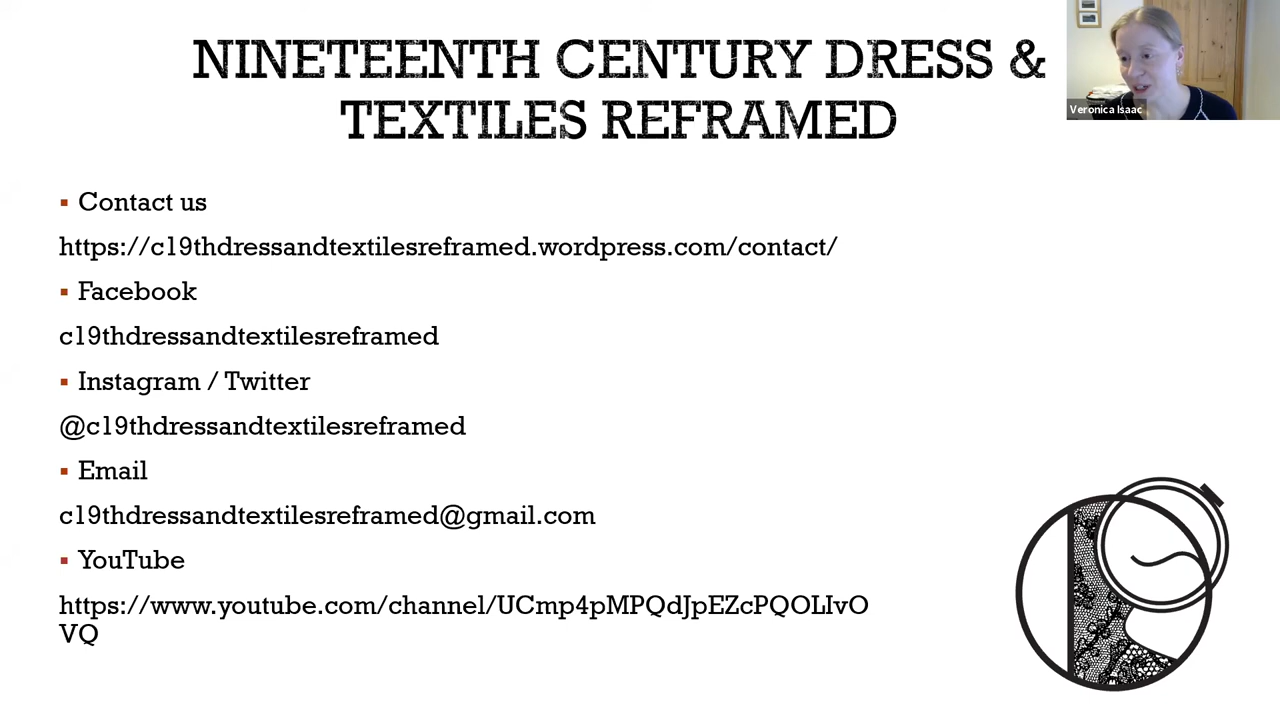 NINETEENTH CENTURY DRESS &
TEXTILES REFRAMED
Veronica Isaac
▪ Contact us
https://c19thdressandtextilesreframed.wordpress.com/contact/
▪ Facebook
c19thdressandtextilesreframed
▪ Instagram / Twitter
@c19thdressandtextilesreframed
▪ Email
c19thdressandtextilesreframed@gmail.com
▪ YouTube
https://www.youtube.com/channel/UCmp4pMPQdJpEZcPQOLIvO
VQ